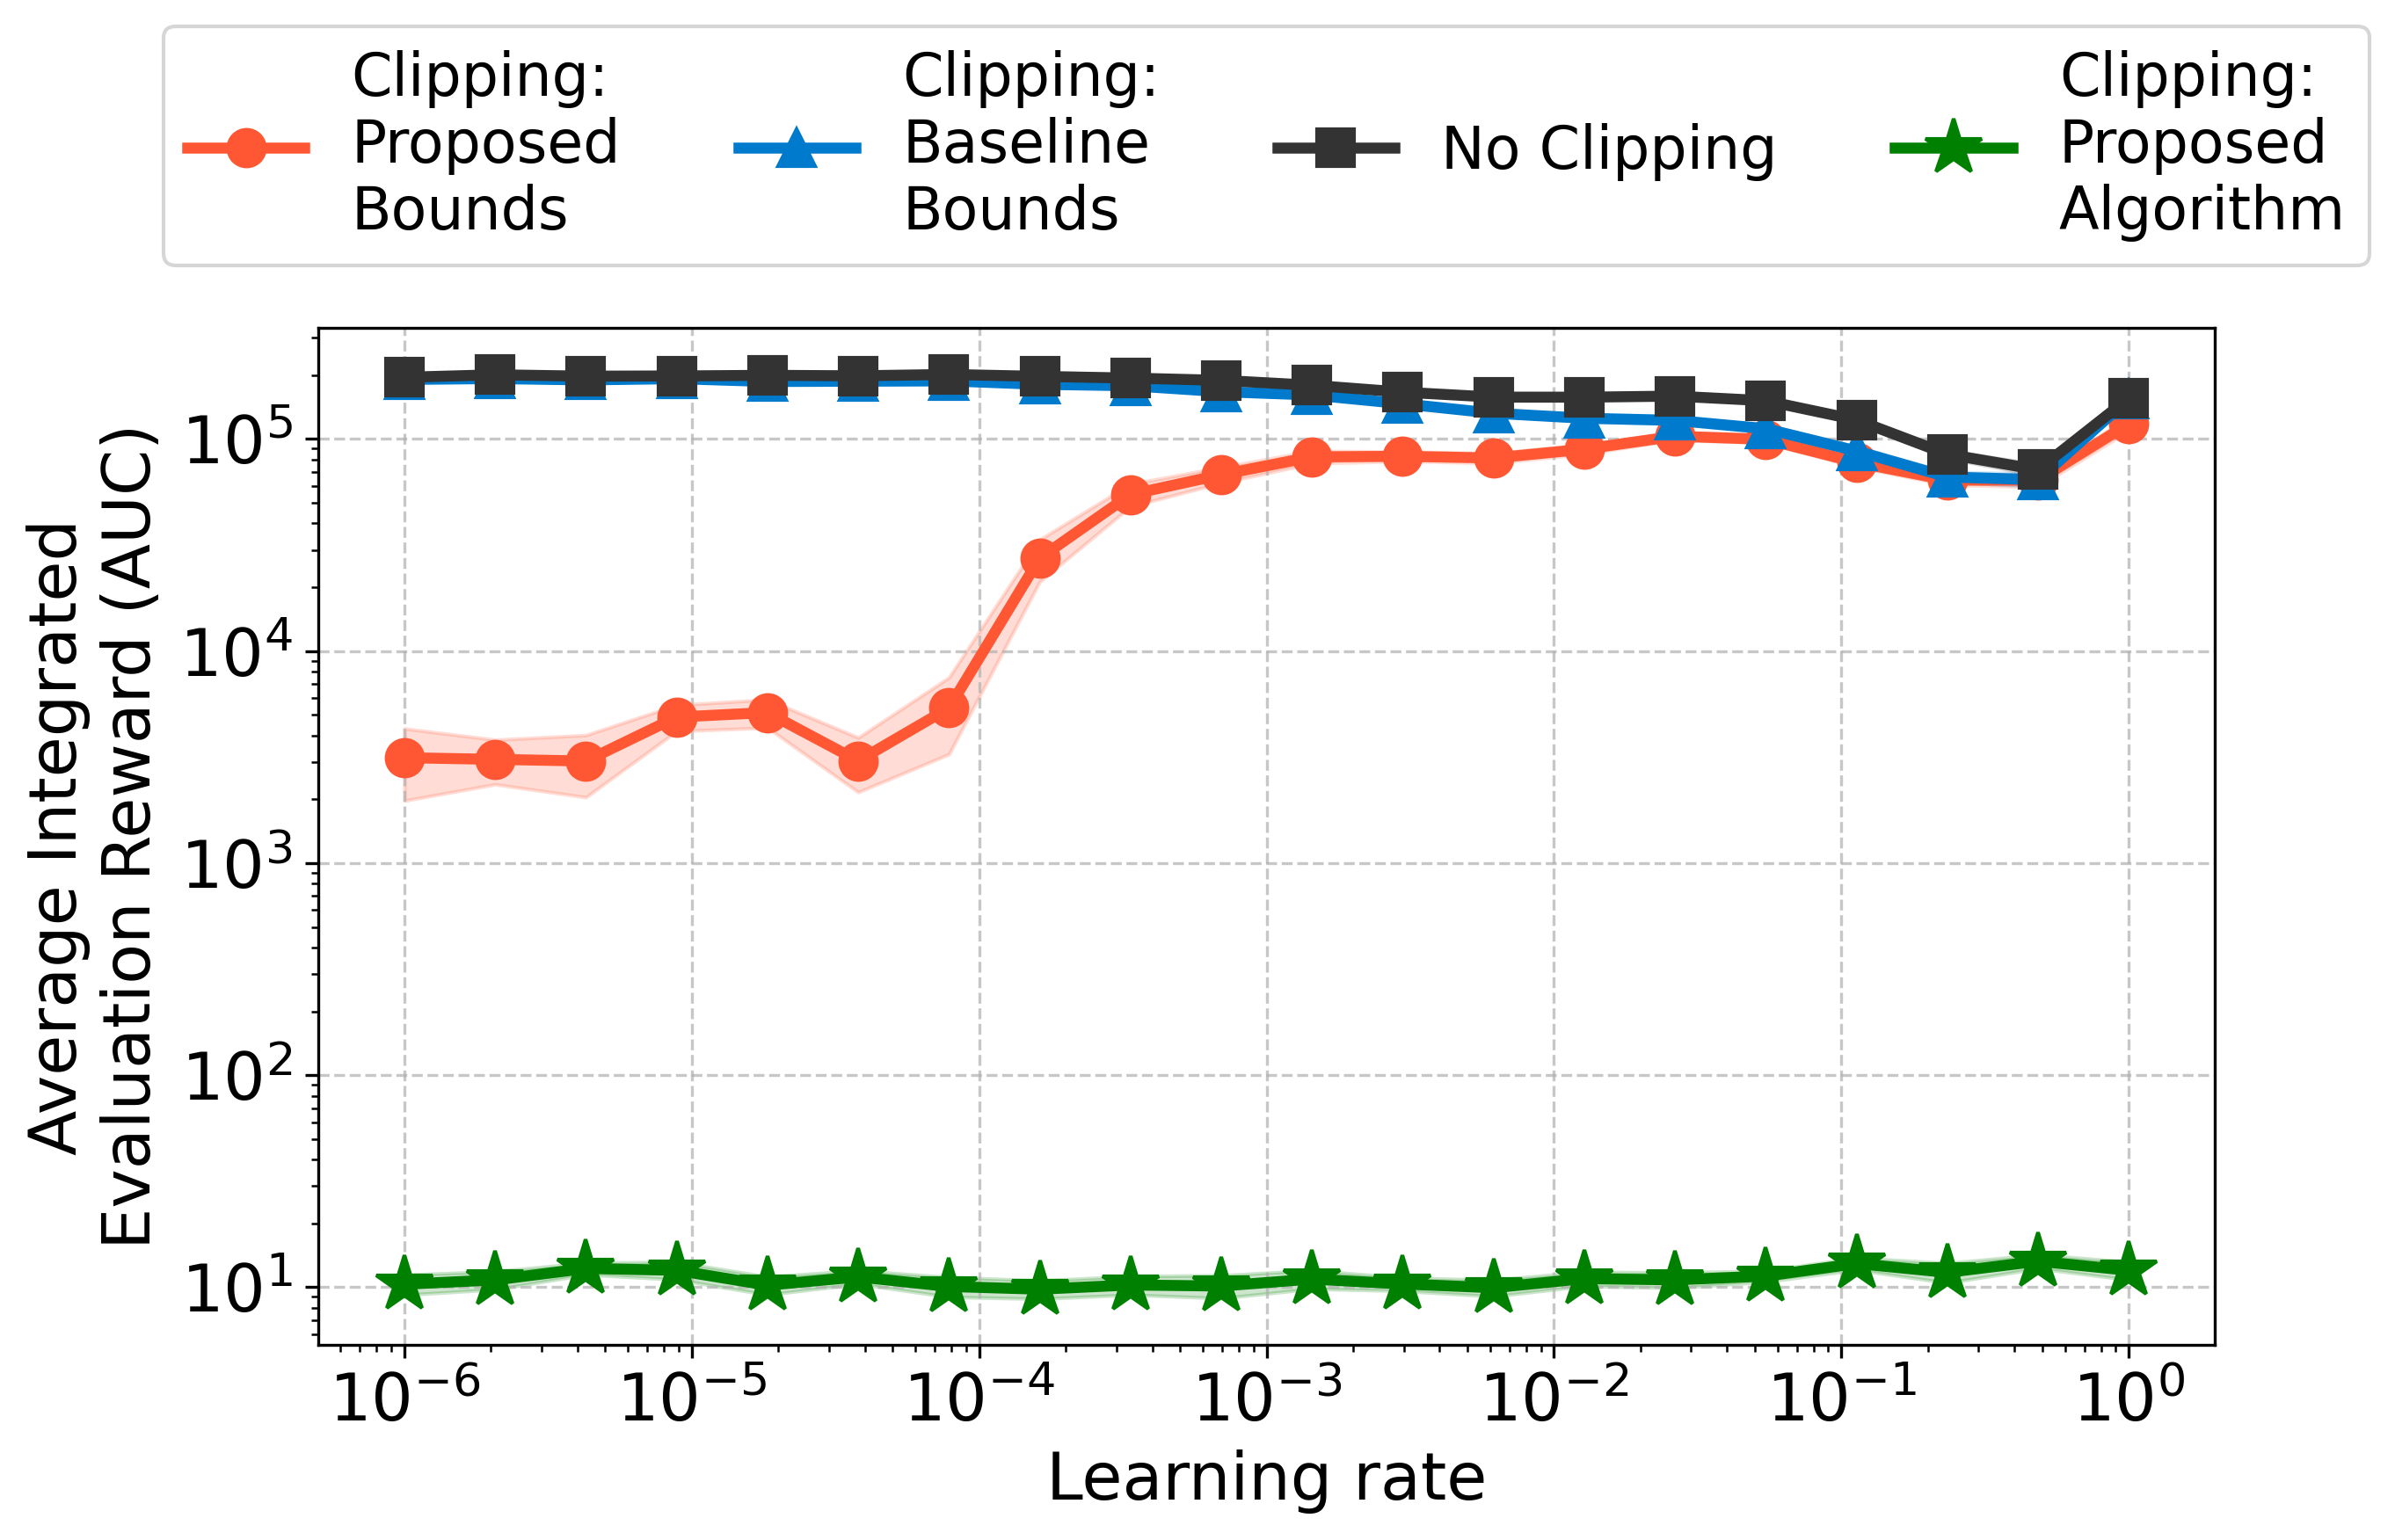 Clipping:
Proposed
Bounds
Clipping:
Baseline
Bounds
No Clipping
Clipping:
Proposed
Algorithm
Average Integrated
Evaluation Reward (AUC)
10⁵
10⁴
10³
10²
10¹
10⁻⁶
10⁻⁵
10⁻⁴
10⁻³
10⁻²
10⁻¹
10⁰
Learning rate